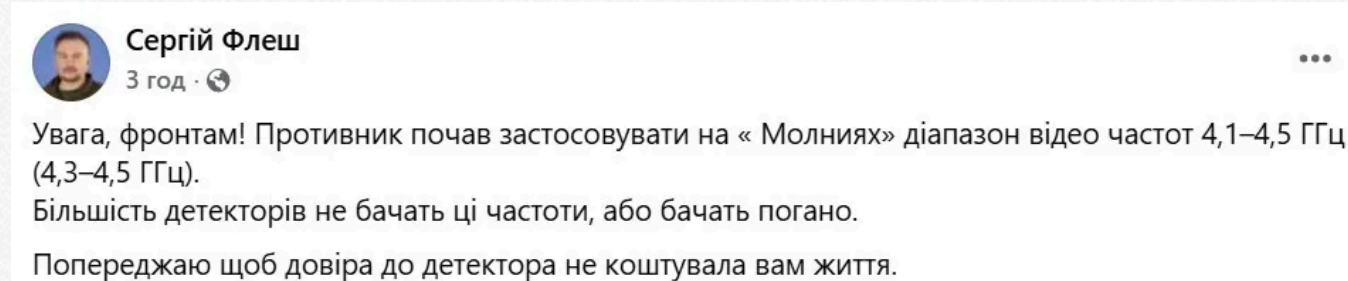 Сергій Флеш
3 год ·
Увага, фронтам! Противник почав застосовувати на « Молниях» діапазон відео частот 4,1–4,5 ГГц
(4,3–4,5 ГГц).
Більшість детекторів не бачать ці частоти, або бачать погано.
Попереджаю щоб довіра до детектора не коштувала вам життя.